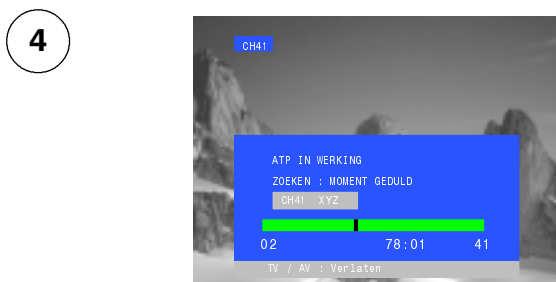 4
CH41
ATP IN WERKING
ZOEKEN : MOMENT GEDULD
CH41 XYZ
02 78:01 41
TV / AV : Verlaten